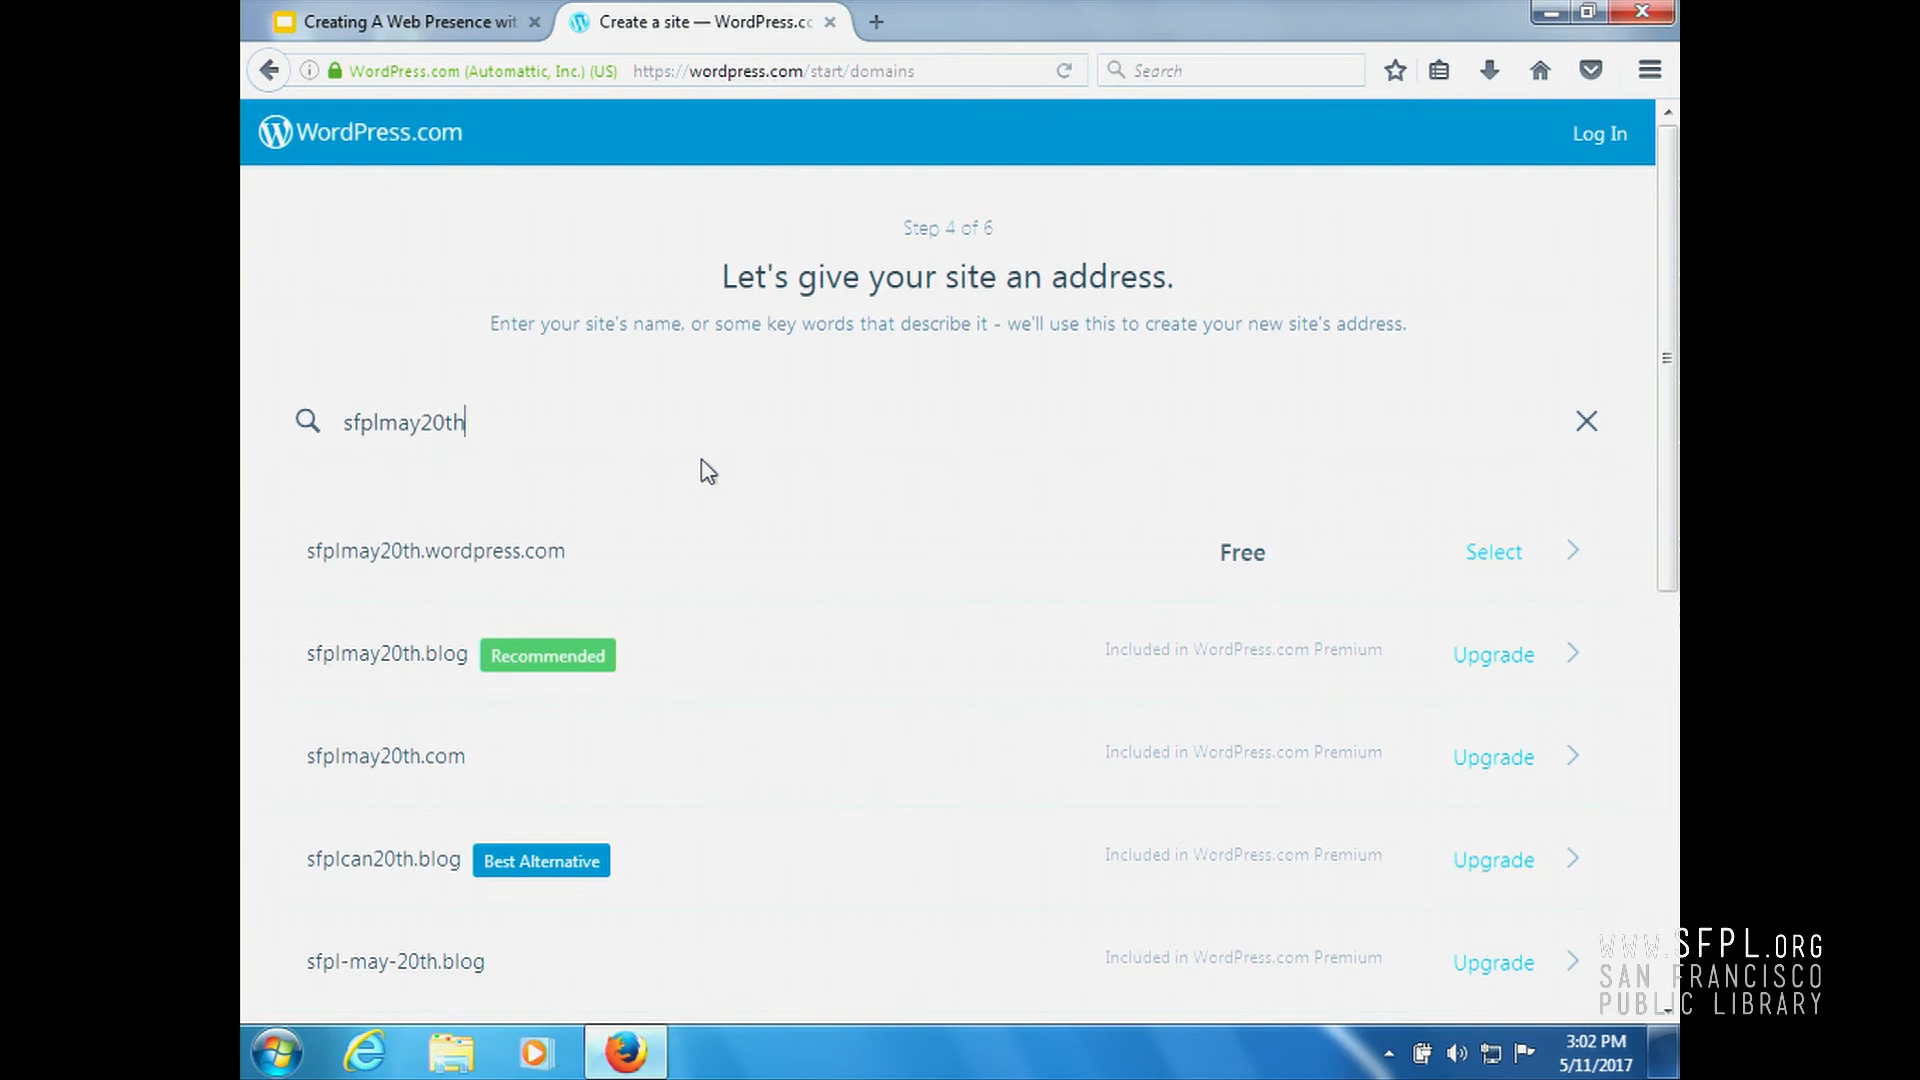 Creating A Web Presence wit
Create a site — WordPress.co
WordPress.com (Automattic, Inc.) (US) https://wordpress.com/start/domains
Search
WordPress.com
Log In
Step 4 of 6
Let's give your site an address.
Enter your site's name, or some key words that describe it - we'll use this to create your new site's address.
sfplmay20th
sfplmay20th.wordpress.com Free Select
sfplmay20th.blog Recommended Included in WordPress.com Premium Upgrade
sfplmay20th.com Included in WordPress.com Premium Upgrade
sfplcan20th.blog Best Alternative Included in WordPress.com Premium Upgrade
sfpl-may-20th.blog Included in WordPress.com Premium Upgrade
WWW.SFPL.ORG
SAN FRANCISCO
PUBLIC LIBRARY
3:02 PM
5/11/2017